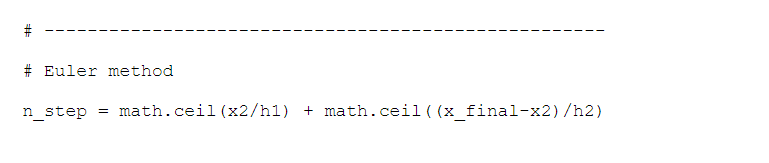 # -----------------------------------------------------
# Euler method
n_step = math.ceil(x2/h1) + math.ceil((x_final-x2)/h2)